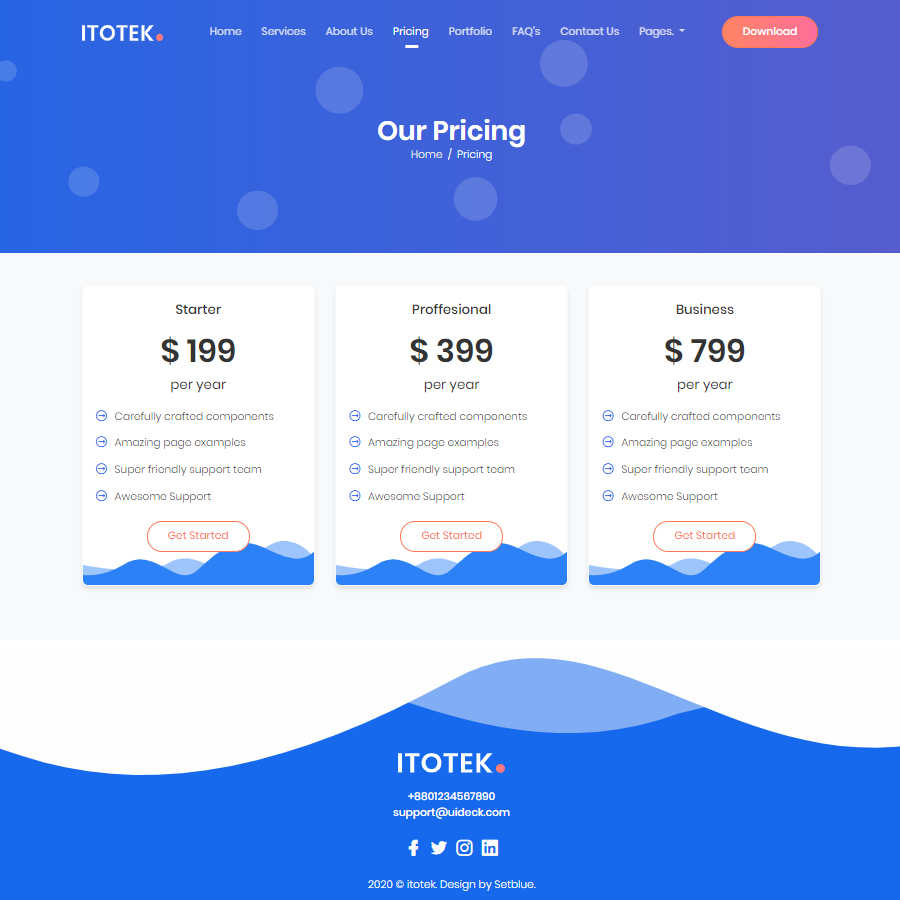 ITOTEK.
Home Services About Us Pricing Portfolio FAQ's Contact Us Pages. Download
Our Pricing
Home / Pricing
Starter
$ 199
per year
Carefully crafted components
Amazing page examples
Super friendly support team
Awesome Support
Get Started
Proffesional
$ 399
per year
Carefully crafted components
Amazing page examples
Super friendly support team
Awesome Support
Get Started
Business
$ 799
per year
Carefully crafted components
Amazing page examples
Super friendly support team
Awesome Support
Get Started
ITOTEK.
+8801234567890
support@uideck.com
2020 © itotek. Design by Setblue.